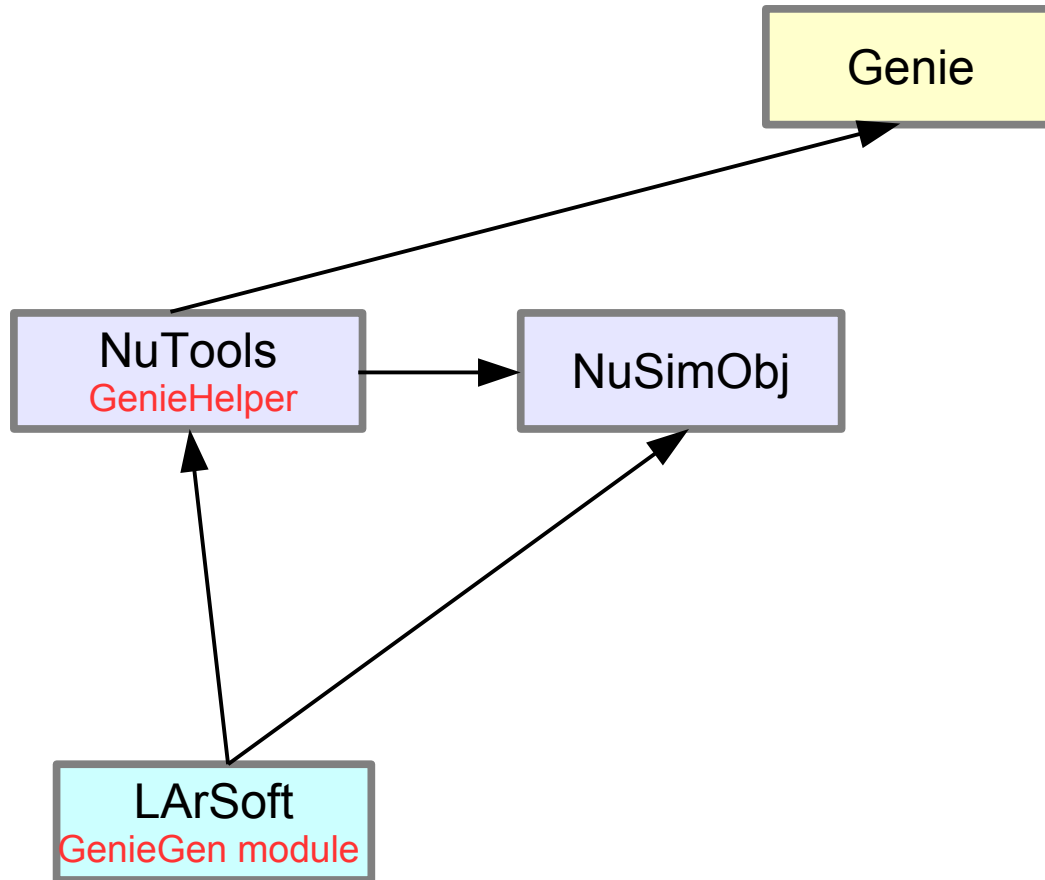 Genie
NuTools
GenieHelper
NuSimObj
LArSoft
GenieGen module